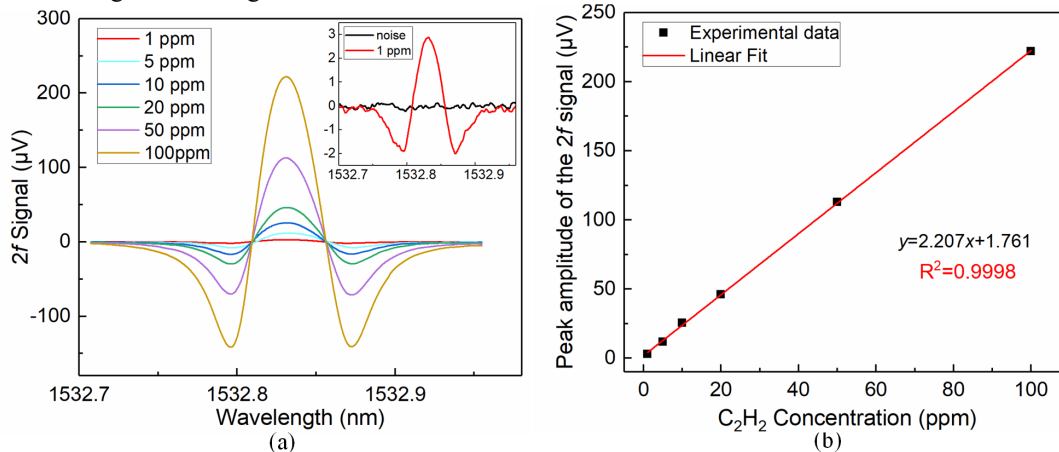 300
200
100
0
-100
2f Signal (µV)
1 ppm
5 ppm
10 ppm
20 ppm
50 ppm
100ppm
noise
1 ppm
3
2
1
0
-1
-2
1532.7 1532.8 1532.9
1532.7 1532.8 1532.9
Wavelength (nm)
(a)
250
200
150
100
50
0
Peak amplitude of the 2f signal (µV)
Experimental data
Linear Fit
y=2.207x+1.761
R²=0.9998
0 20 40 60 80 100
C₂H₂ Concentration (ppm)
(b)